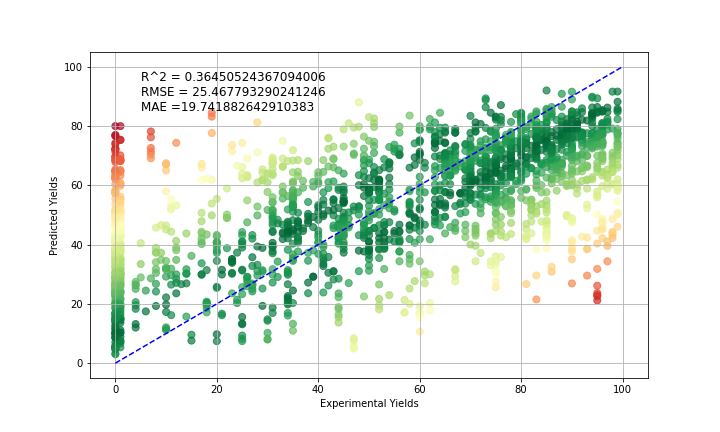 R^2 = 0.36450524367094006
RMSE = 25.467793290241246
MAE =19.741882642910383
100
80
60
40
20
0
Predicted Yields
0 20 40 60 80 100
Experimental Yields